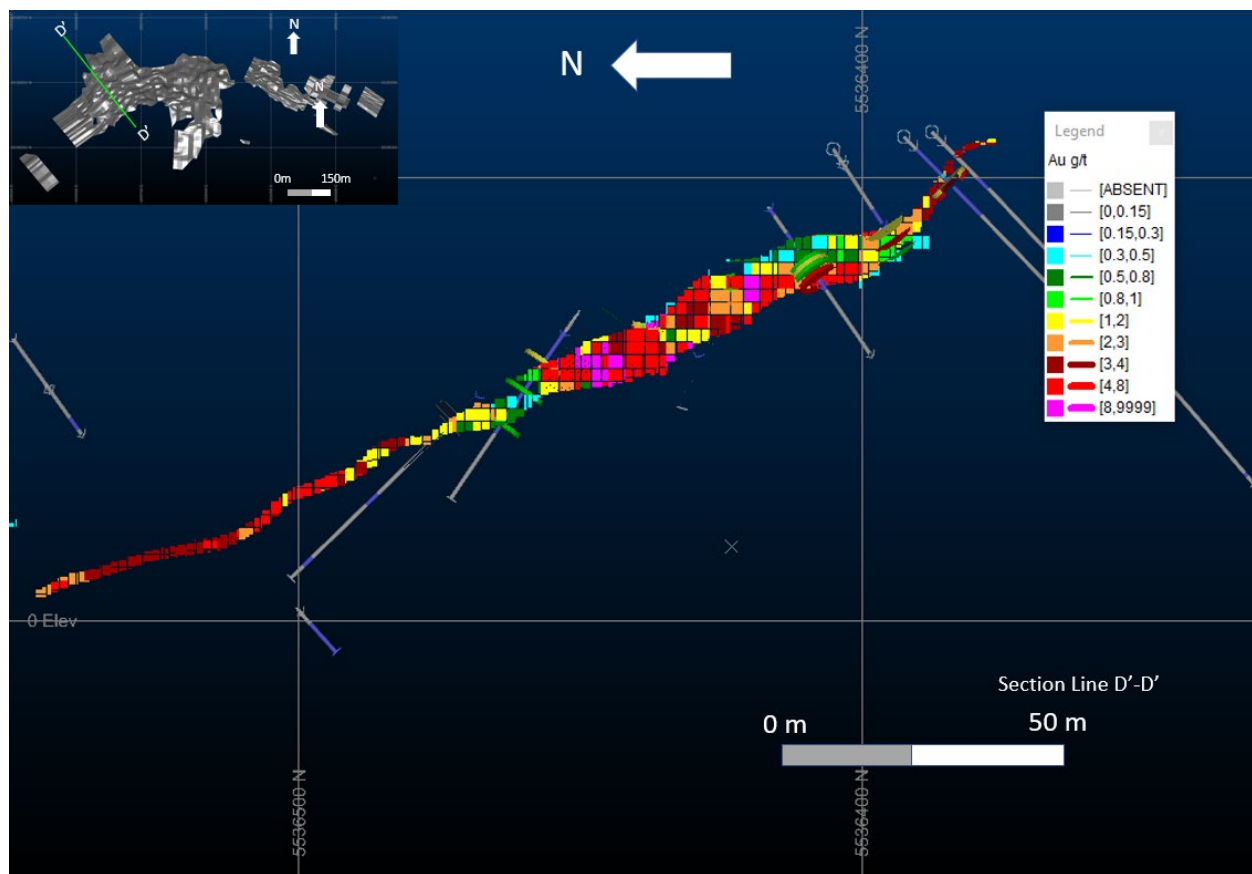 D'
N
N
D'
0m 150m
N
5536400 N
Legend
Au g/t
[ABSENT]
[0,0.15]
[0.15,0.3]
[0.3,0.5]
[0.5,0.8]
[0.8,1]
[1,2]
[2,3]
[3,4]
[4,8]
[8,9999]
0 Elev
Section Line D'-D'
0 m 50 m
5536500 N
5536400 N